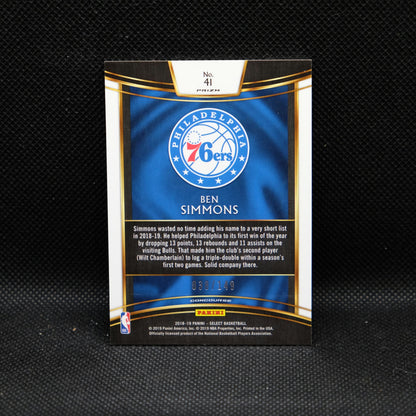 No.
41
PRIZM
PHILADELPHIA
76ers
BEN
SIMMONS
Simmons wasted no time adding his name to a very short list
in 2018-19. He helped Philadelphia to its first win of the year
by dropping 13 points, 13 rebounds and 11 assists on the
visiting Bulls. That made him the club's second player
(Wilt Chamberlain) to log a triple-double within a season's
first two games. Solid company there.
CONCOURSE
PANINI
NBA
2018-19 PANINI - SELECT BASKETBALL
© 2019 Panini America, Inc. © 2019 NBA Properties, Inc. Printed in the USA.
Officially licensed product of the National Basketball Players Association.